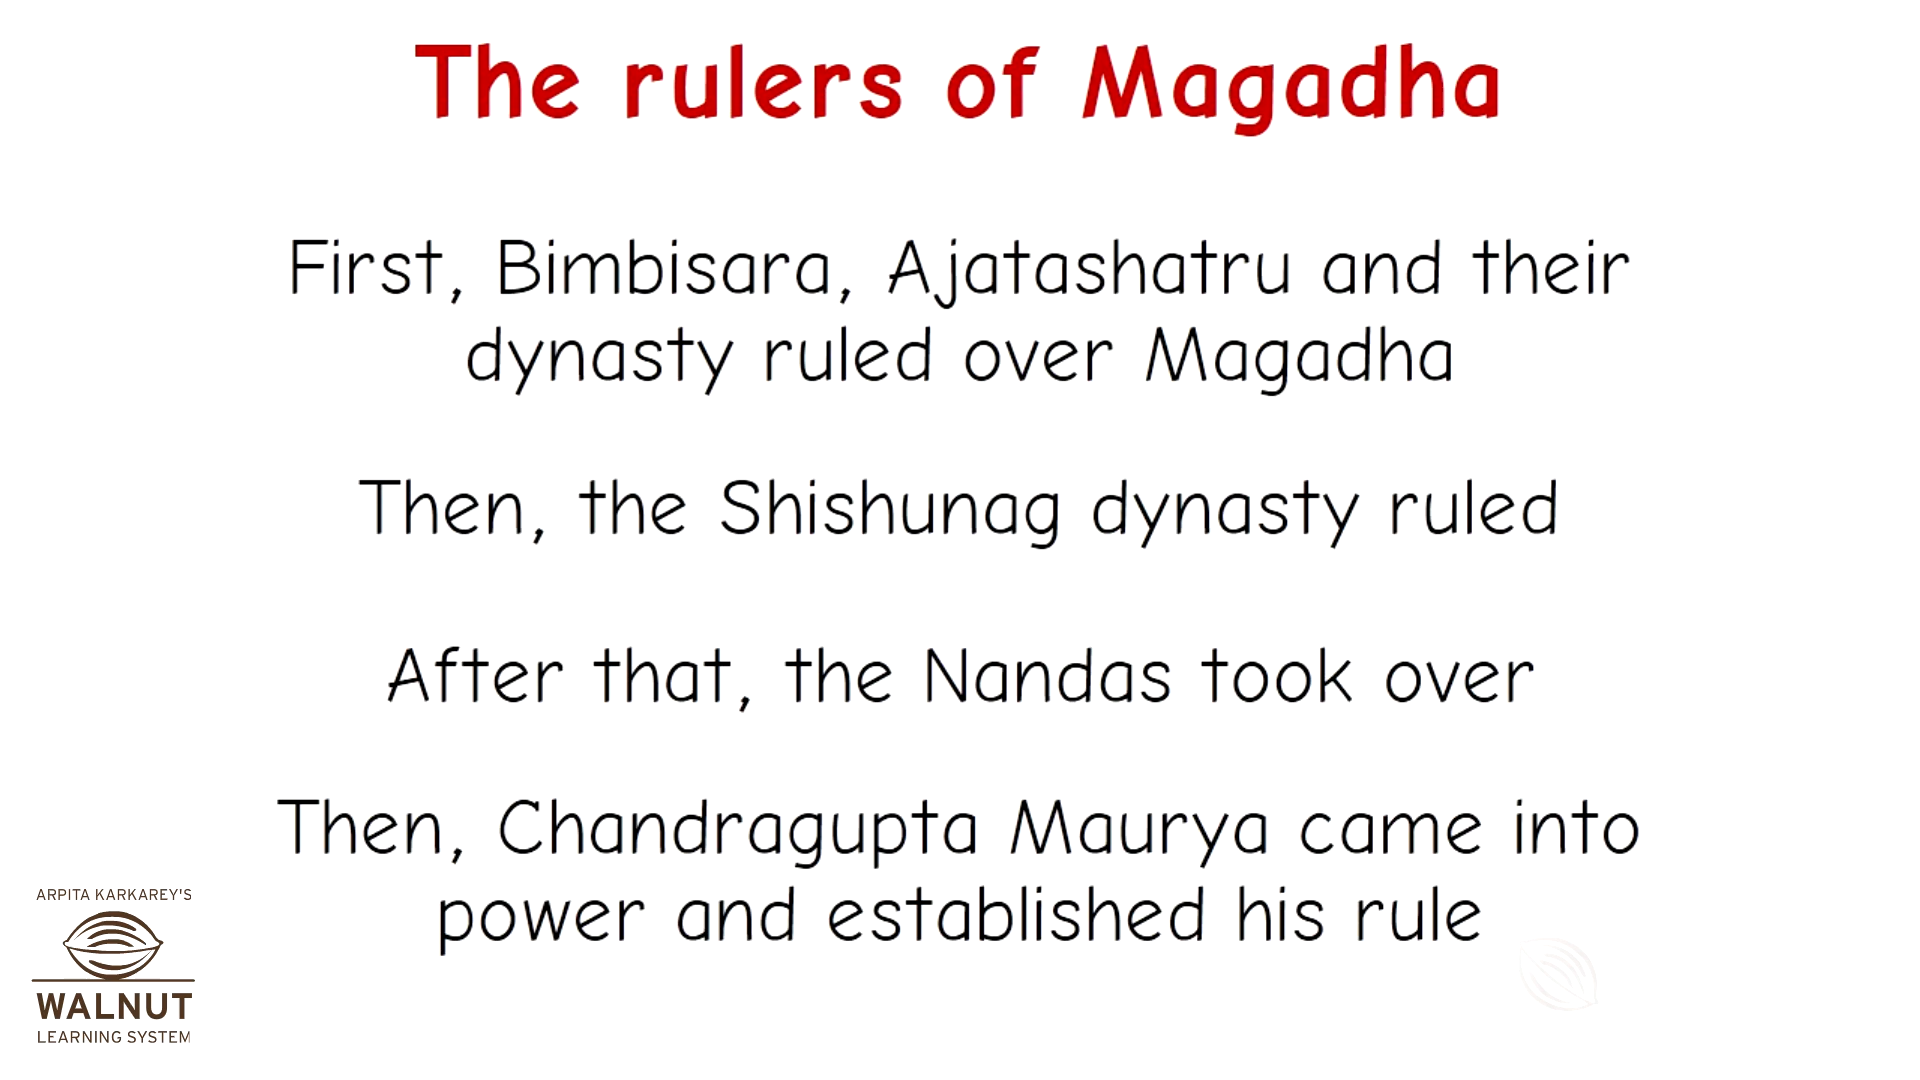 The rulers of Magadha
First, Bimbisara, Ajatashatru and their
dynasty ruled over Magadha
Then, the Shishunag dynasty ruled
After that, the Nandas took over
Then, Chandragupta Maurya came into
power and established his rule
ARPITA KARKAREY'S
WALNUT
LEARNING SYSTEM